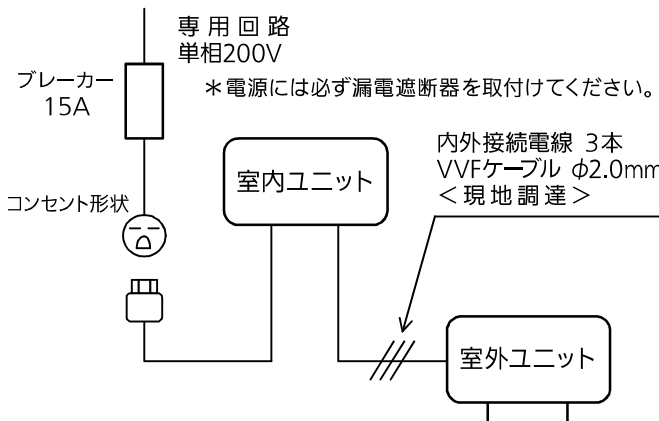 専用回路
単相200V
ブレーカー
15A
＊電源には必ず漏電遮断器を取付けてください。
内外接続電線 3本
VVFケーブル φ2.0mm
＜現地調達＞
室内ユニット
コンセント形状
室外ユニット